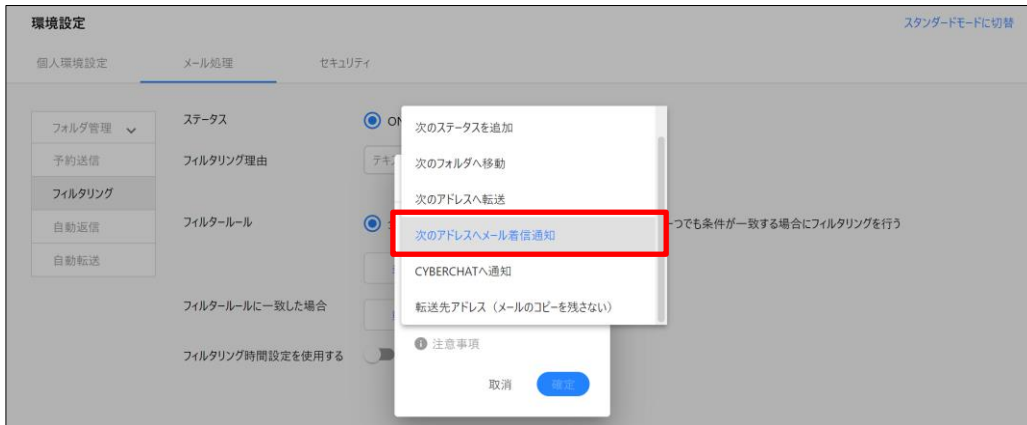 環境設定
スタンダードモードに切替
個人環境設定
メール処理
セキュリティ
フォルダ管理
予約送信
フィルタリング
自動返信
自動転送
ステータス
ON
フィルタリング理由
フィルタールール
つでも条件が一致する場合にフィルタリングを行う
フィルタールールに一致した場合
フィルタリング時間設定を使用する
次のステータスを追加
次のフォルダへ移動
次のアドレスへ転送
次のアドレスへメール着信通知
CYBERCHATへ通知
転送先アドレス（メールのコピーを残さない）
注意事項
取消
確定